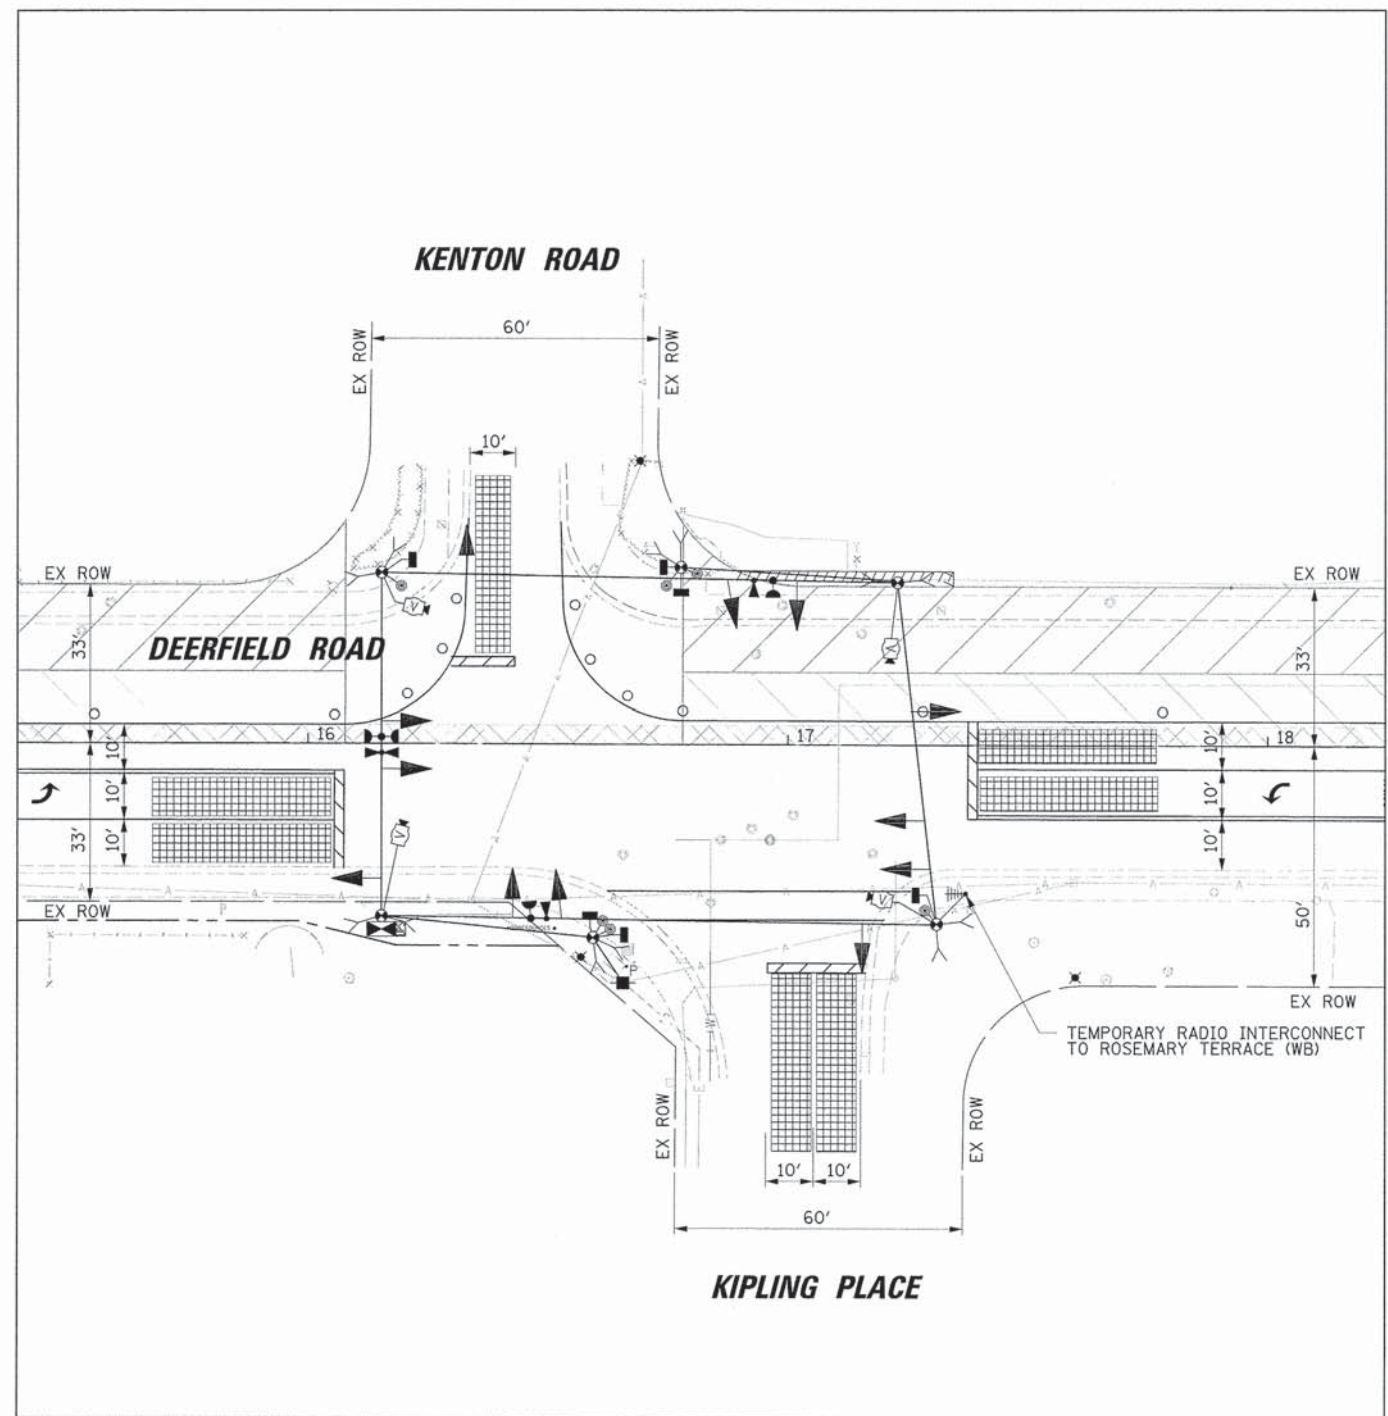 KENTON ROAD
60'
EX ROW
EX ROW
10'
EX ROW
EX ROW
33'
DEERFIELD ROAD
33'
16
17
18
10'
10'
10'
10'
10'
10'
33'
50'
EX ROW
EX ROW
P
P
TEMPORARY RADIO INTERCONNECT
TO ROSEMARY TERRACE (WB)
EX ROW
EX ROW
10'
10'
60'
KIPLING PLACE